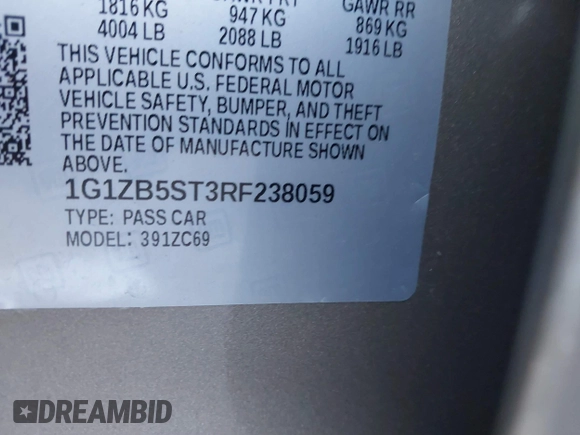 1816 KG 947 KG 869 KG
4004 LB 2088 LB 1916 LB
GAWR RR
THIS VEHICLE CONFORMS TO ALL
APPLICABLE U.S. FEDERAL MOTOR
VEHICLE SAFETY, BUMPER, AND THEFT
PREVENTION STANDARDS IN EFFECT ON
THE DATE OF MANUFACTURE SHOWN
ABOVE.
1G1ZB5ST3RF238059
TYPE: PASS CAR
MODEL: 391ZC69
DREAMBID